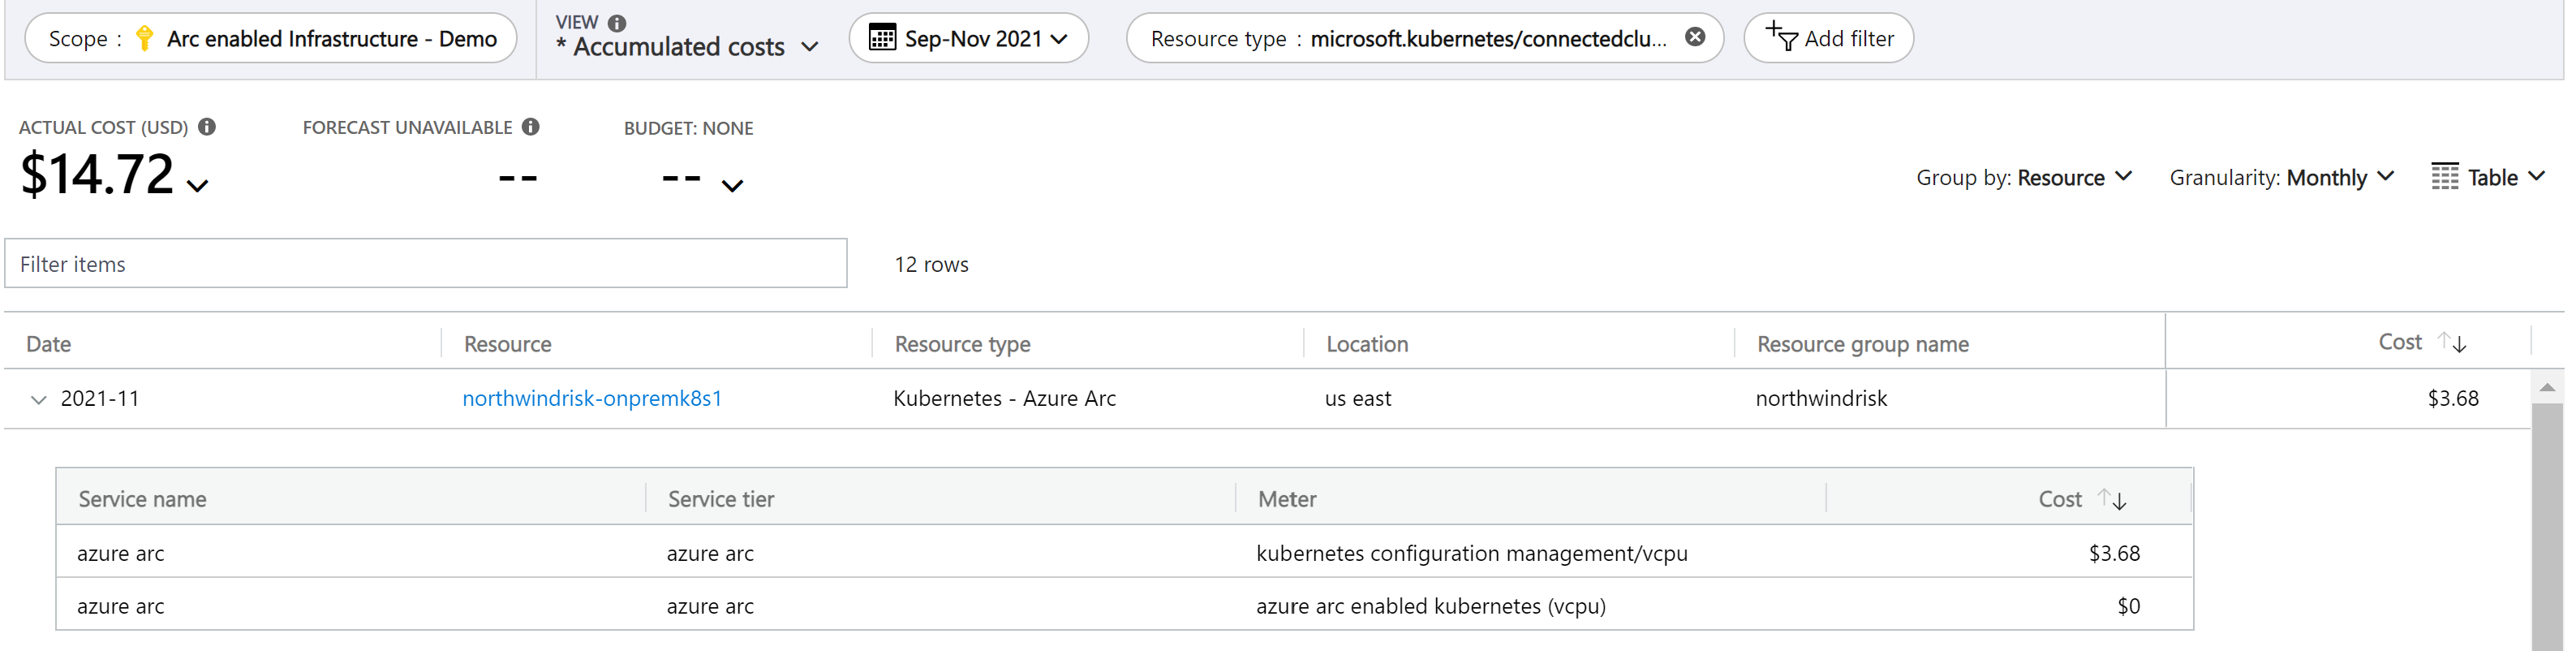 Scope : Arc enabled Infrastructure - Demo
VIEW
* Accumulated costs
Sep-Nov 2021
Resource type : microsoft.kubernetes/connectedclu...
Add filter
ACTUAL COST (USD)
$14.72
FORECAST UNAVAILABLE
--
BUDGET: NONE
--
Group by: Resource
Granularity: Monthly
Table
Filter items
12 rows
Date Resource Resource type Location Resource group name Cost
2021-11 northwindrisk-onpremk8s1 Kubernetes - Azure Arc us east northwindrisk $3.68
Service name Service tier Meter Cost
azure arc azure arc kubernetes configuration management/vcpu $3.68
azure arc azure arc azure arc enabled kubernetes (vcpu) $0